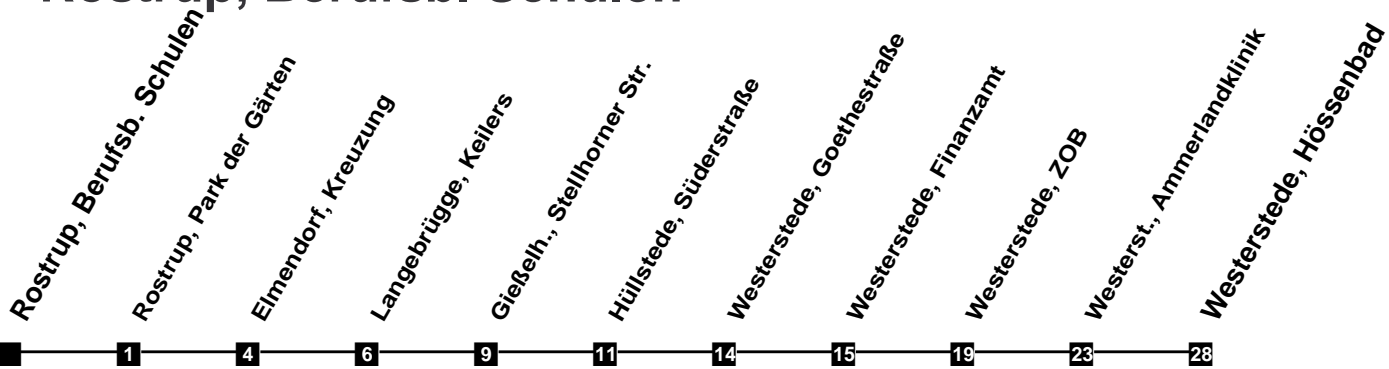 Rostrup, Berufsb. Schulen
Rostrup, Berufsb. Schulen
Rostrup, Park der Gärten
Elmendorf, Kreuzung
Langebrügge, Keilers
Gießelh., Stellhorner Str.
Hüllstede, Süderstraße
Westerstede, Goethestraße
Westerstede, Finanzamt
Westerstede, ZOB
Westerst., Ammerlandklinik
Westerstede, Hössenbad
1 4 6 9 11 14 15 19 23 28